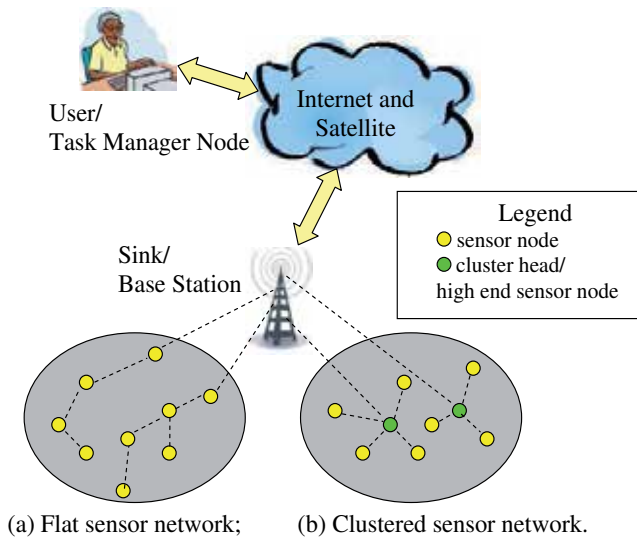 Internet and
Satellite
User/
Task Manager Node
Legend
sensor node
cluster head/
high end sensor node
Sink/
Base Station
(a) Flat sensor network;
(b) Clustered sensor network.